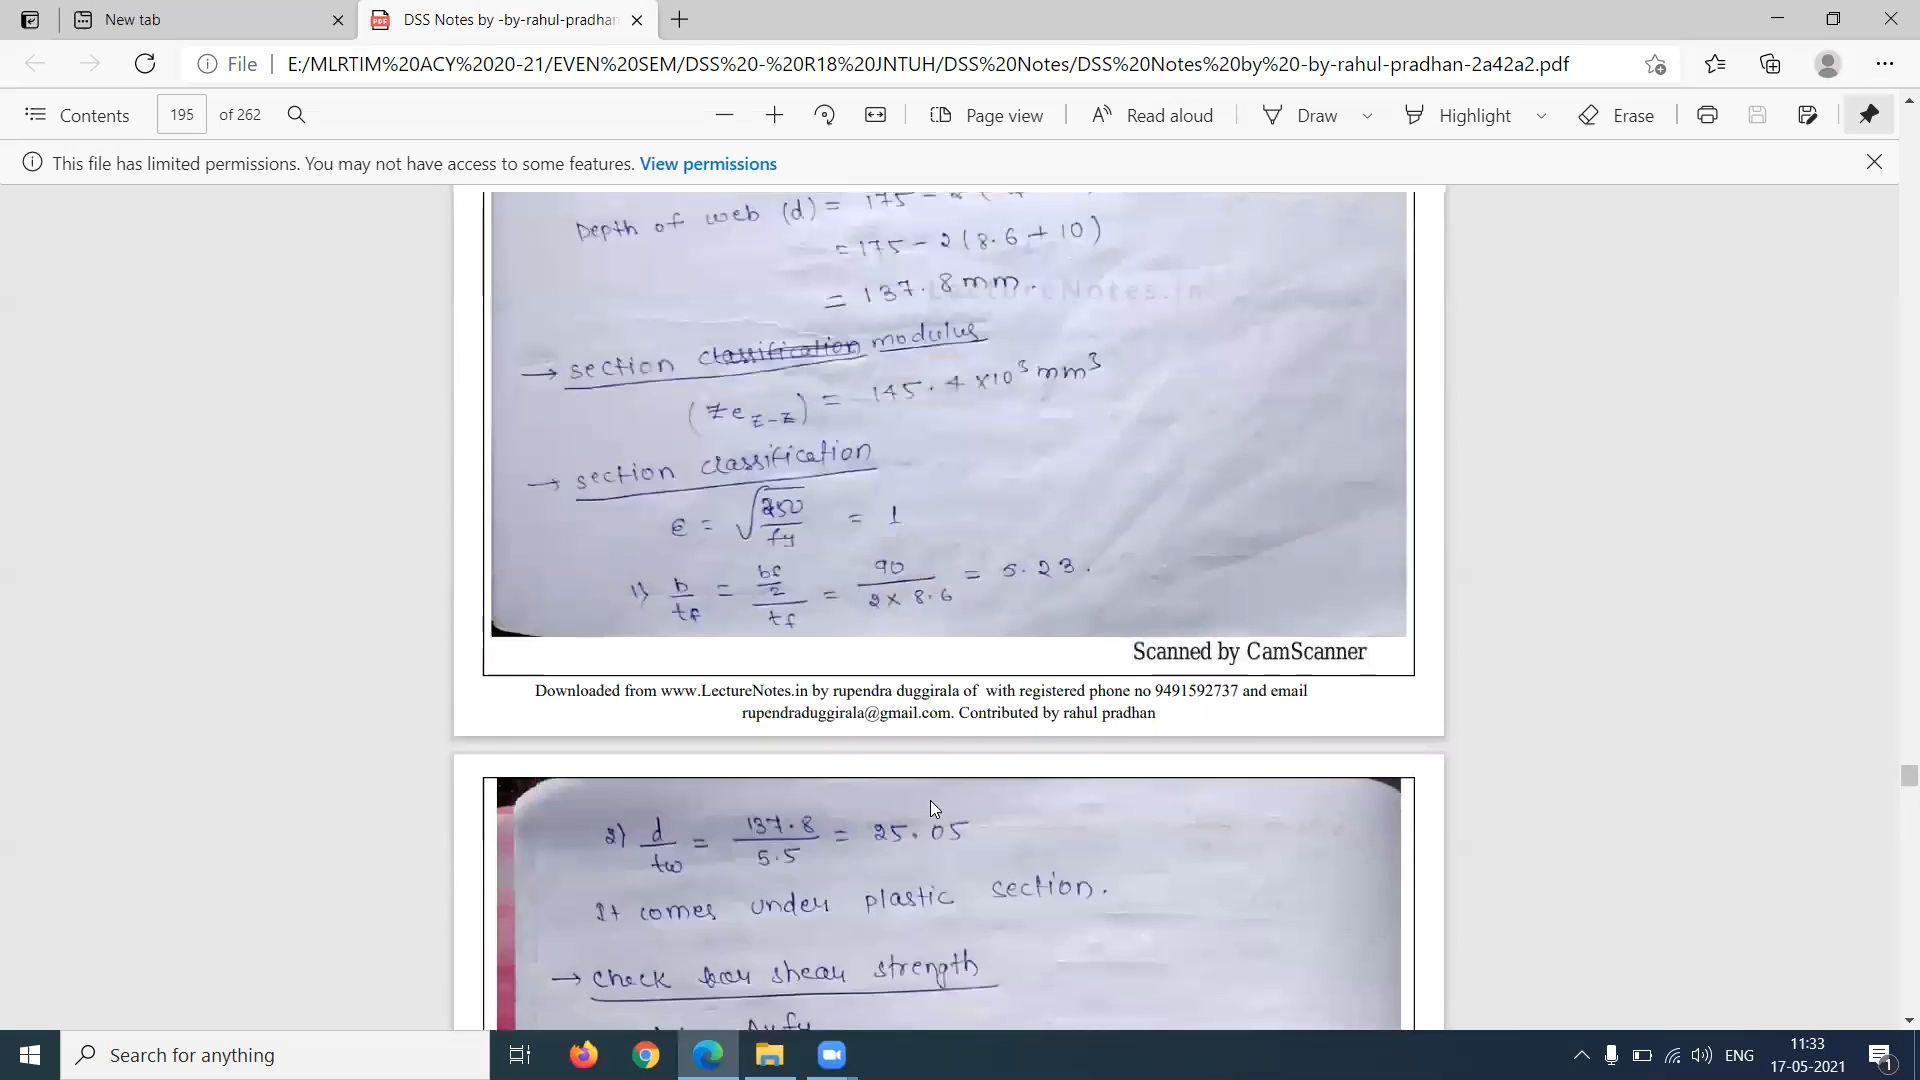 New tab
DSS Notes by -by-rahul-pradhan
File
E:/MLRTIM%20ACY%2020-21/EVEN%20SEM/DSS%20-%20R18%20JNTUH/DSS%20Notes/DSS%20Notes%20by%20-by-rahul-pradhan-2a42a2.pdf
Contents 195 of 262 Page view Read aloud Draw Highlight Erase
This file has limited permissions. You may not have access to some features. View permissions
Depth of web (d) = 175 - 2 (
= 175 - 2 (8.6 + 10)
= 137.8 mm.
LectureNotes.in
→ section classification modulus
(Ze z-z) = 145.4 × 10³ mm³
→ section classification
ε = √250/fy = 1
1) b/tf = bf/2/tf = 90/2 × 8.6 = 5.23.
Scanned by CamScanner
Downloaded from www.LectureNotes.in by rupendra duggirala of with registered phone no 9491592737 and email
rupendraduggirala@gmail.com. Contributed by rahul pradhan
2) d/tw = 137.8/5.5 = 25.05
It comes under plastic section.
→ check for shear strength
Search for anything
ENG
11:33
17-05-2021
1